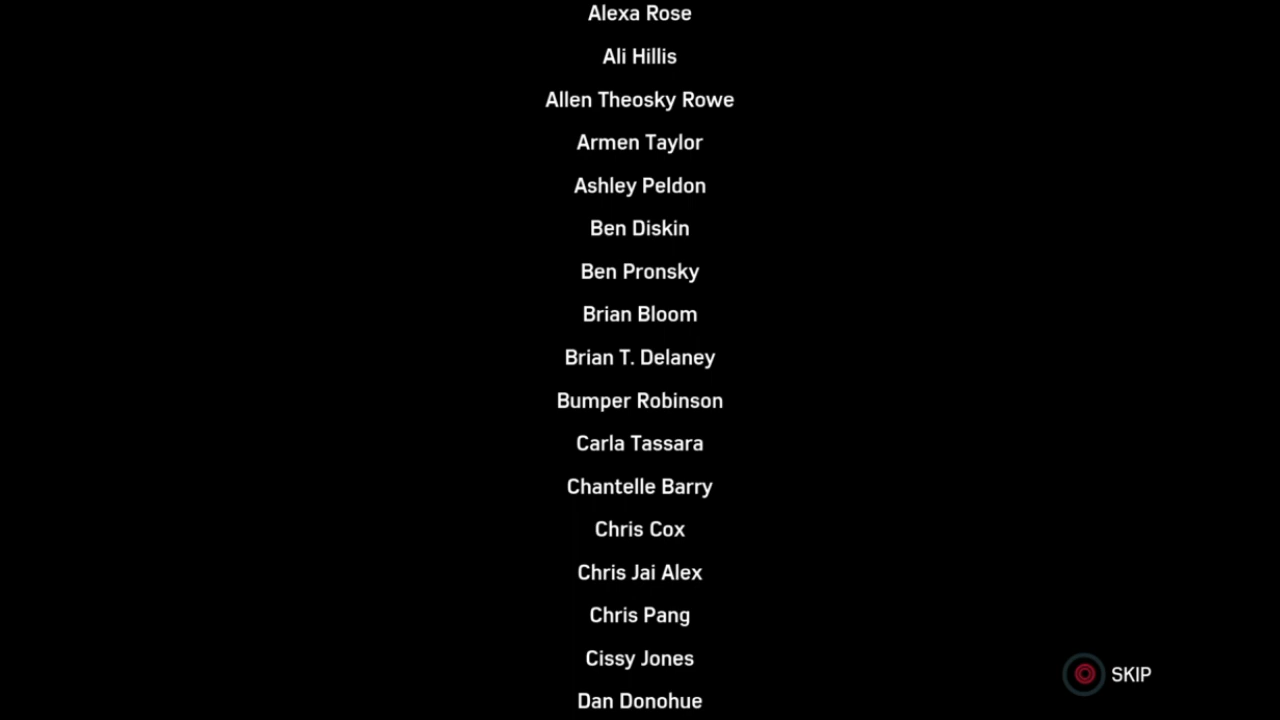 Alexa Rose
Ali Hillis
Allen Theosky Rowe
Armen Taylor
Ashley Peldon
Ben Diskin
Ben Pronsky
Brian Bloom
Brian T. Delaney
Bumper Robinson
Carla Tassara
Chantelle Barry
Chris Cox
Chris Jai Alex
Chris Pang
Cissy Jones
SKIP
Dan Donohue